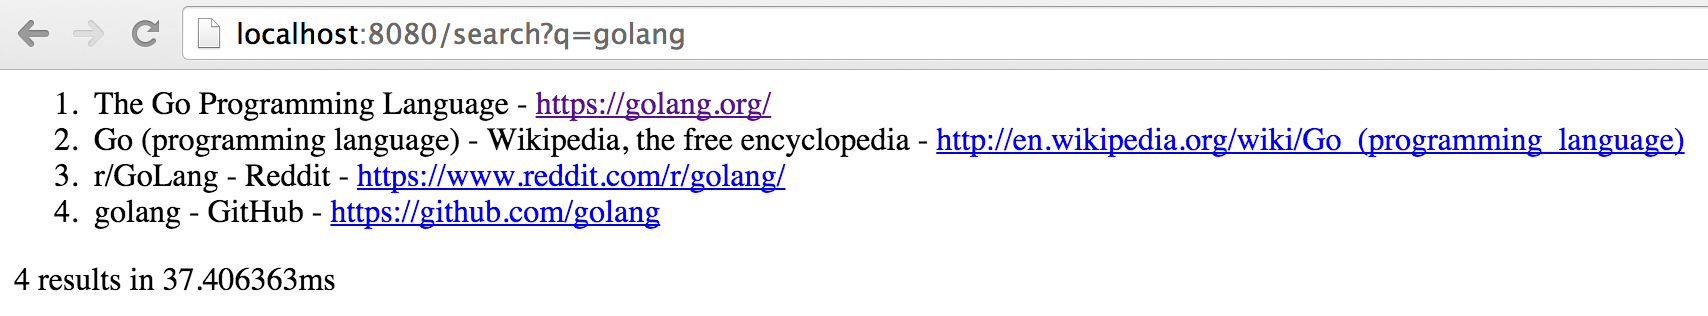 localhost:8080/search?q=golang
1. The Go Programming Language - https://golang.org/
2. Go (programming language) - Wikipedia, the free encyclopedia - http://en.wikipedia.org/wiki/Go_(programming_language)
3. r/GoLang - Reddit - https://www.reddit.com/r/golang/
4. golang - GitHub - https://github.com/golang
4 results in 37.406363ms